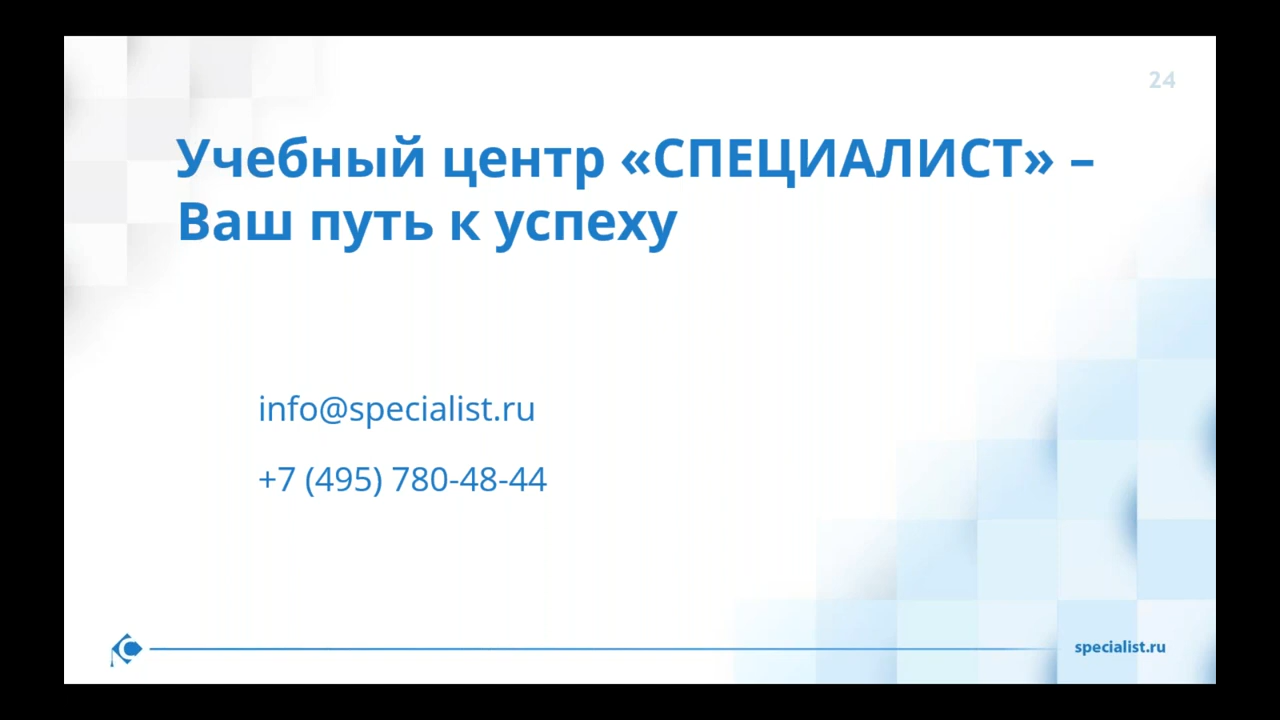 24
Учебный центр «СПЕЦИАЛИСТ» –
Ваш путь к успеху
info@specialist.ru
+7 (495) 780-48-44
specialist.ru